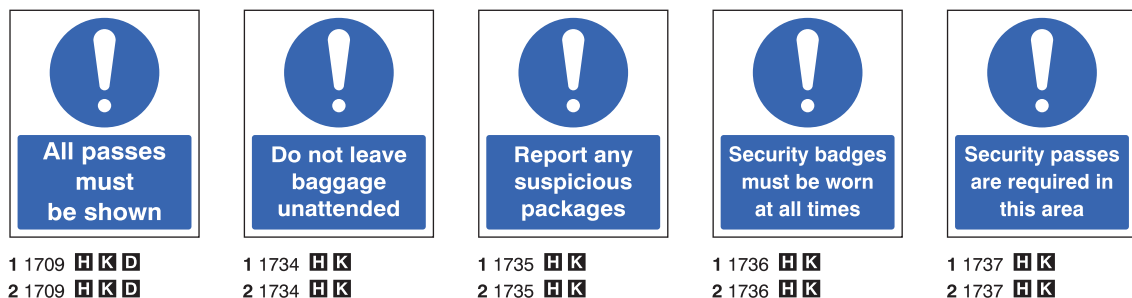 All passes
must
be shown
Do not leave
baggage
unattended
Report any
suspicious
packages
Security badges
must be worn
at all times
Security passes
are required in
this area
1 1709 H K D
2 1709 H K D
1 1734 H K
2 1734 H K
1 1735 H K
2 1735 H K
1 1736 H K
2 1736 H K
1 1737 H K
2 1737 H K